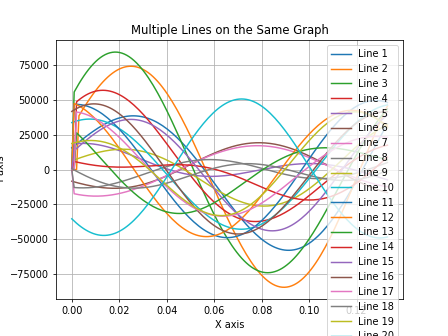 Multiple Lines on the Same Graph
75000
50000
25000
0
−25000
−50000
−75000
0.00
0.02
0.04
0.06
0.08
0.10
X axis
Line 1
Line 2
Line 3
Line 4
Line 5
Line 6
Line 7
Line 8
Line 9
Line 10
Line 11
Line 12
Line 13
Line 14
Line 15
Line 16
Line 17
Line 18
Line 19
Line 20